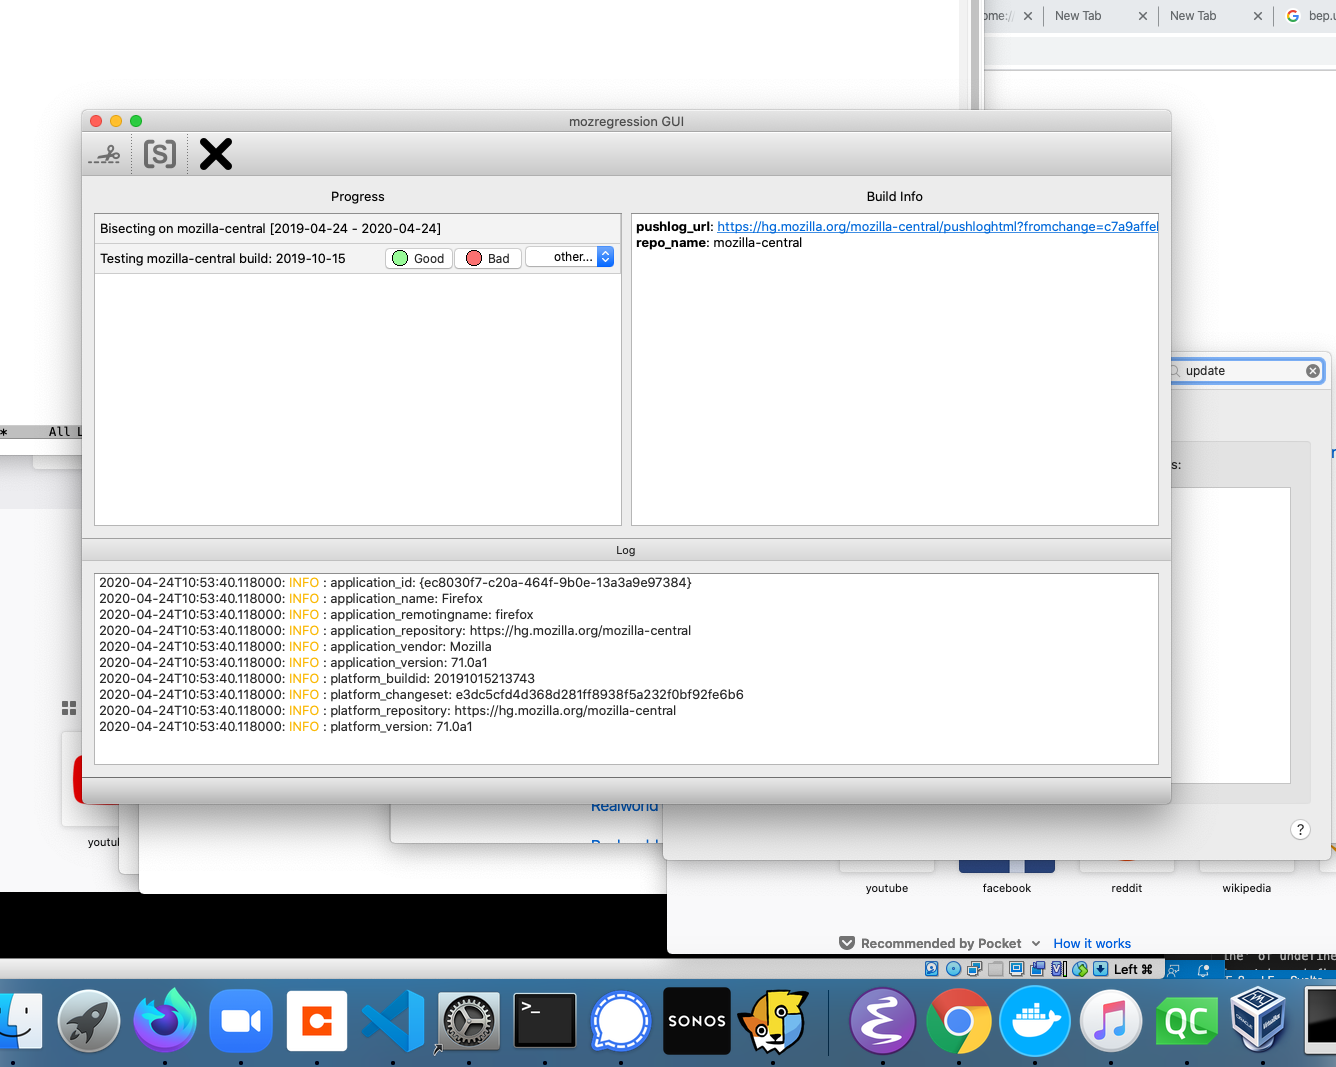 ome://
New Tab
New Tab
bep.u
mozregression GUI
[S]
Progress
Build Info
Bisecting on mozilla-central [2019-04-24 - 2020-04-24]
Testing mozilla-central build: 2019-10-15
Good
Bad
other...
pushlog_url: https://hg.mozilla.org/mozilla-central/pushloghtml?fromchange=c7a9affe
repo_name: mozilla-central
update
* All L
s:
Log
2020-04-24T10:53:40.118000: INFO : application_id: {ec8030f7-c20a-464f-9b0e-13a3a9e97384}
2020-04-24T10:53:40.118000: INFO : application_name: Firefox
2020-04-24T10:53:40.118000: INFO : application_remotingname: firefox
2020-04-24T10:53:40.118000: INFO : application_repository: https://hg.mozilla.org/mozilla-central
2020-04-24T10:53:40.118000: INFO : application_vendor: Mozilla
2020-04-24T10:53:40.118000: INFO : application_version: 71.0a1
2020-04-24T10:53:40.118000: INFO : platform_buildid: 20191015213743
2020-04-24T10:53:40.118000: INFO : platform_changeset: e3dc5cfd4d368d281ff8938f5a232f0bf92fe6b6
2020-04-24T10:53:40.118000: INFO : platform_repository: https://hg.mozilla.org/mozilla-central
2020-04-24T10:53:40.118000: INFO : platform_version: 71.0a1
Realworld
?
youtul
youtube
facebook
reddit
wikipedia
Recommended by Pocket
How it works
ine' of undefine
Left ⌘
>_
SONOS
QC